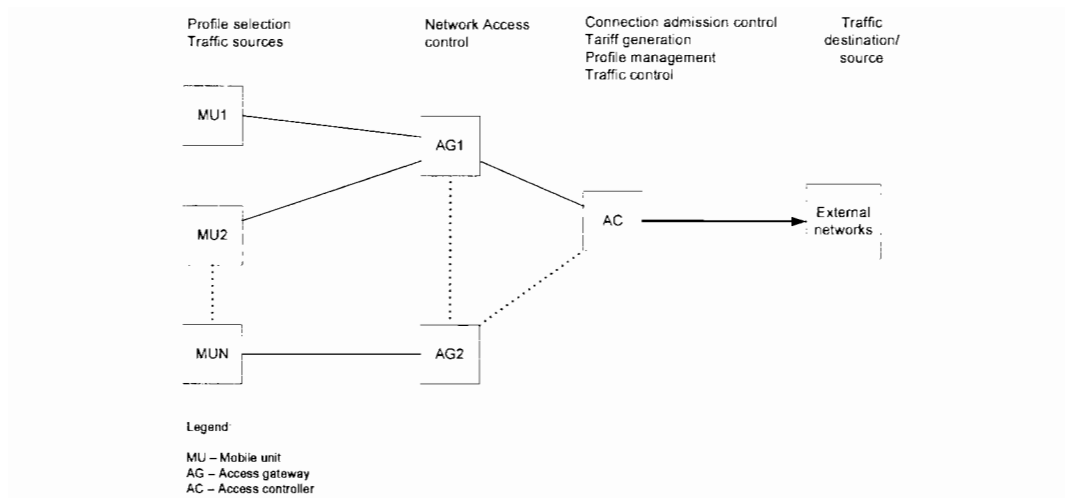 Profile selection
Traffic sources
Network Access
control
Connection admission control
Tariff generation
Profile management
Traffic control
Traffic
destination/
source
MU1
AG1
MU2
AC
External
networks
MUN
AG2
Legend
MU – Mobile unit
AG – Access gateway
AC – Access controller